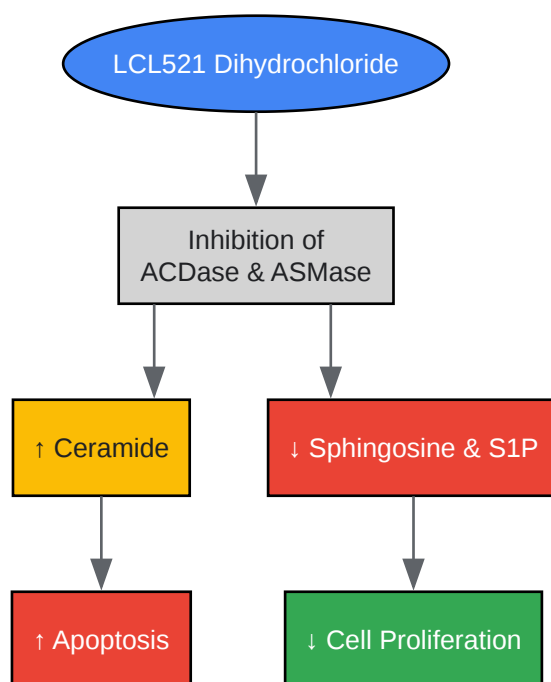 LCL521 Dihydrochloride
Inhibition of
ACDase & ASMase
↑ Ceramide
↓ Sphingosine & S1P
↑ Apoptosis
↓ Cell Proliferation